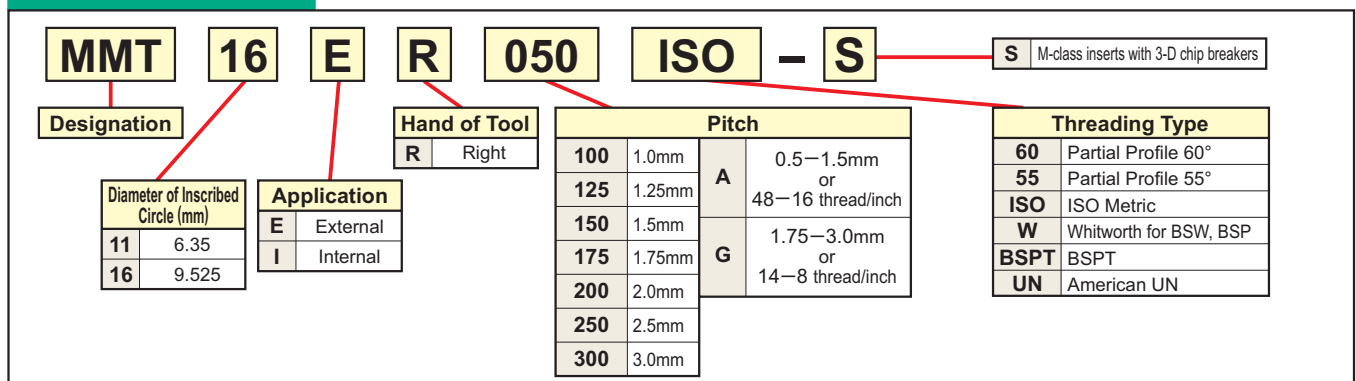 MMT 16 E R 050 ISO – S
S M-class inserts with 3-D chip breakers
Designation
Diameter of Inscribed
Circle (mm)
11 6.35
16 9.525
Application
E External
I Internal
Hand of Tool
R Right
Pitch
100 1.0mm
125 1.25mm
150 1.5mm
175 1.75mm
200 2.0mm
250 2.5mm
300 3.0mm
A 0.5—1.5mm
or
48—16 thread/inch
G 1.75—3.0mm
or
14—8 thread/inch
Threading Type
60 Partial Profile 60°
55 Partial Profile 55°
ISO ISO Metric
W Whitworth for BSW, BSP
BSPT BSPT
UN American UN